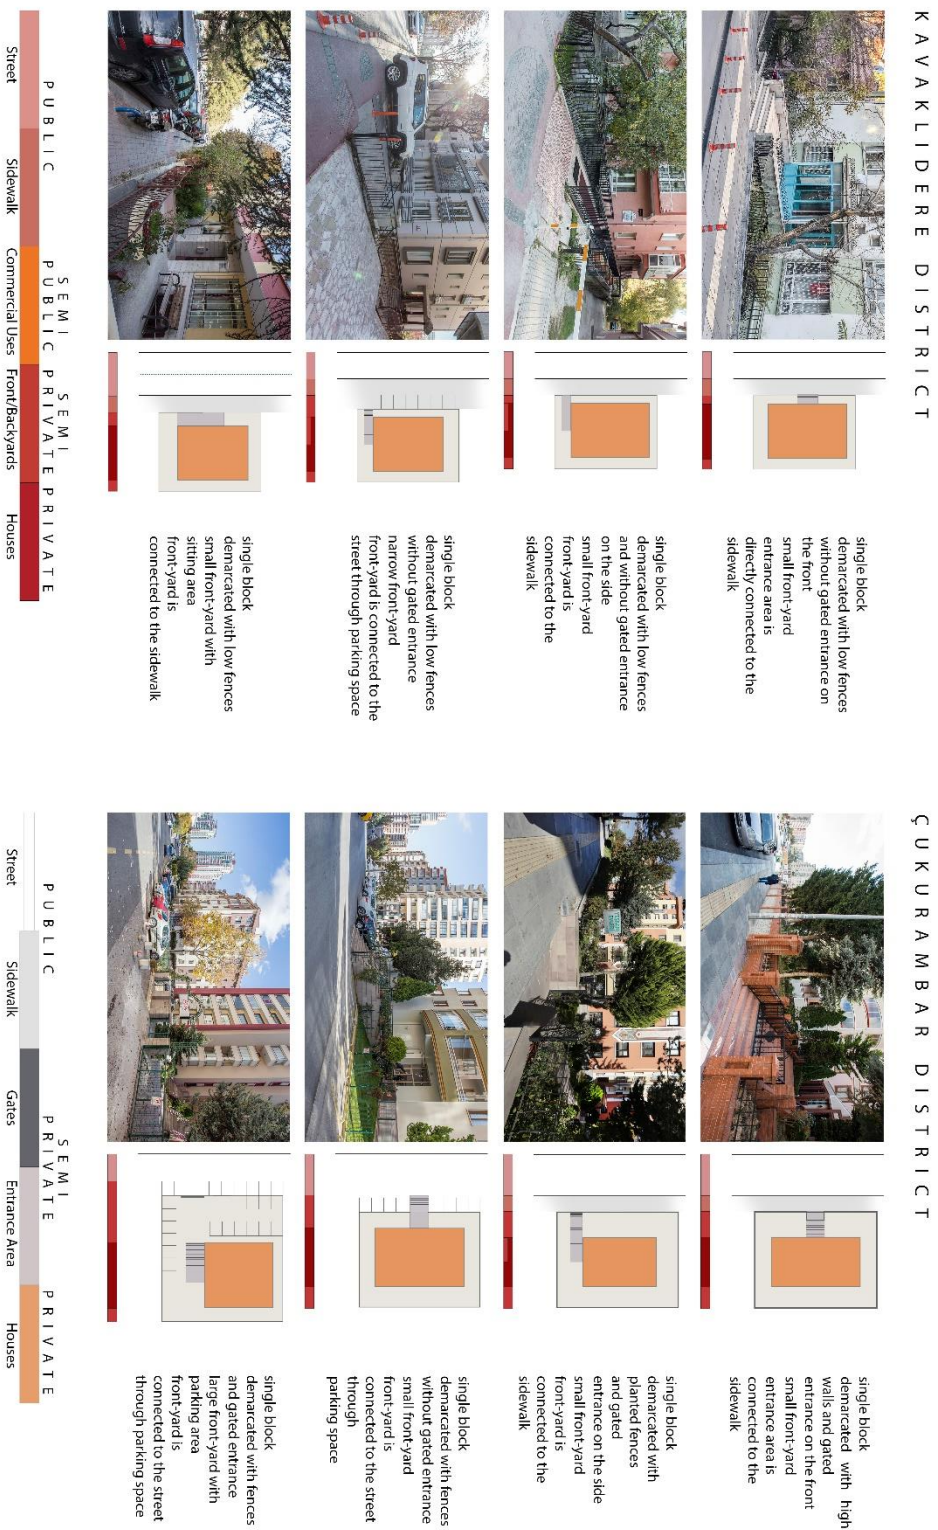 KAVAKLIDERE DISTRICT
single block
demarcated with low fences
without gated entrance on
the front
small front-yard
entrance area is
directly connected to the
sidewalk
single block
demarcated with low fences
and without gated entrance
on the side
small front-yard
front-yard is
connected to the
sidewalk
single block
demarcated with low fences
without gated entrance
narrow front-yard
front-yard is connected to the
street through parking space
single block
demarcated with low fences
small front-yard with
sitting area
front-yard is
connected to the sidewalk
PUBLIC
SEMI
PUBLIC
SEMI
PRIVATE
PRIVATE
Street
Sidewalk
Commercial Uses
Front/Backyards
Houses
ÇUKURAMBAR DISTRICT
single block
demarcated with high
walls and gated
entrance on the front
small front-yard
entrance area is
connected to the
sidewalk
single block
demarcated with
planted fences
and gated
entrance on the side
small front-yard
front-yard is
connected to the
sidewalk
single block
demarcated with fences
without gated entrance
small front-yard
front-yard is
connected to the street
through
parking space
single block
demarcated with fences
and gated entrance
large front-yard with
parking area
front-yard is
connected to the street
through parking space
PUBLIC
SEMI
PRIVATE
PRIVATE
Street
Sidewalk
Gates
Entrance Area
Houses